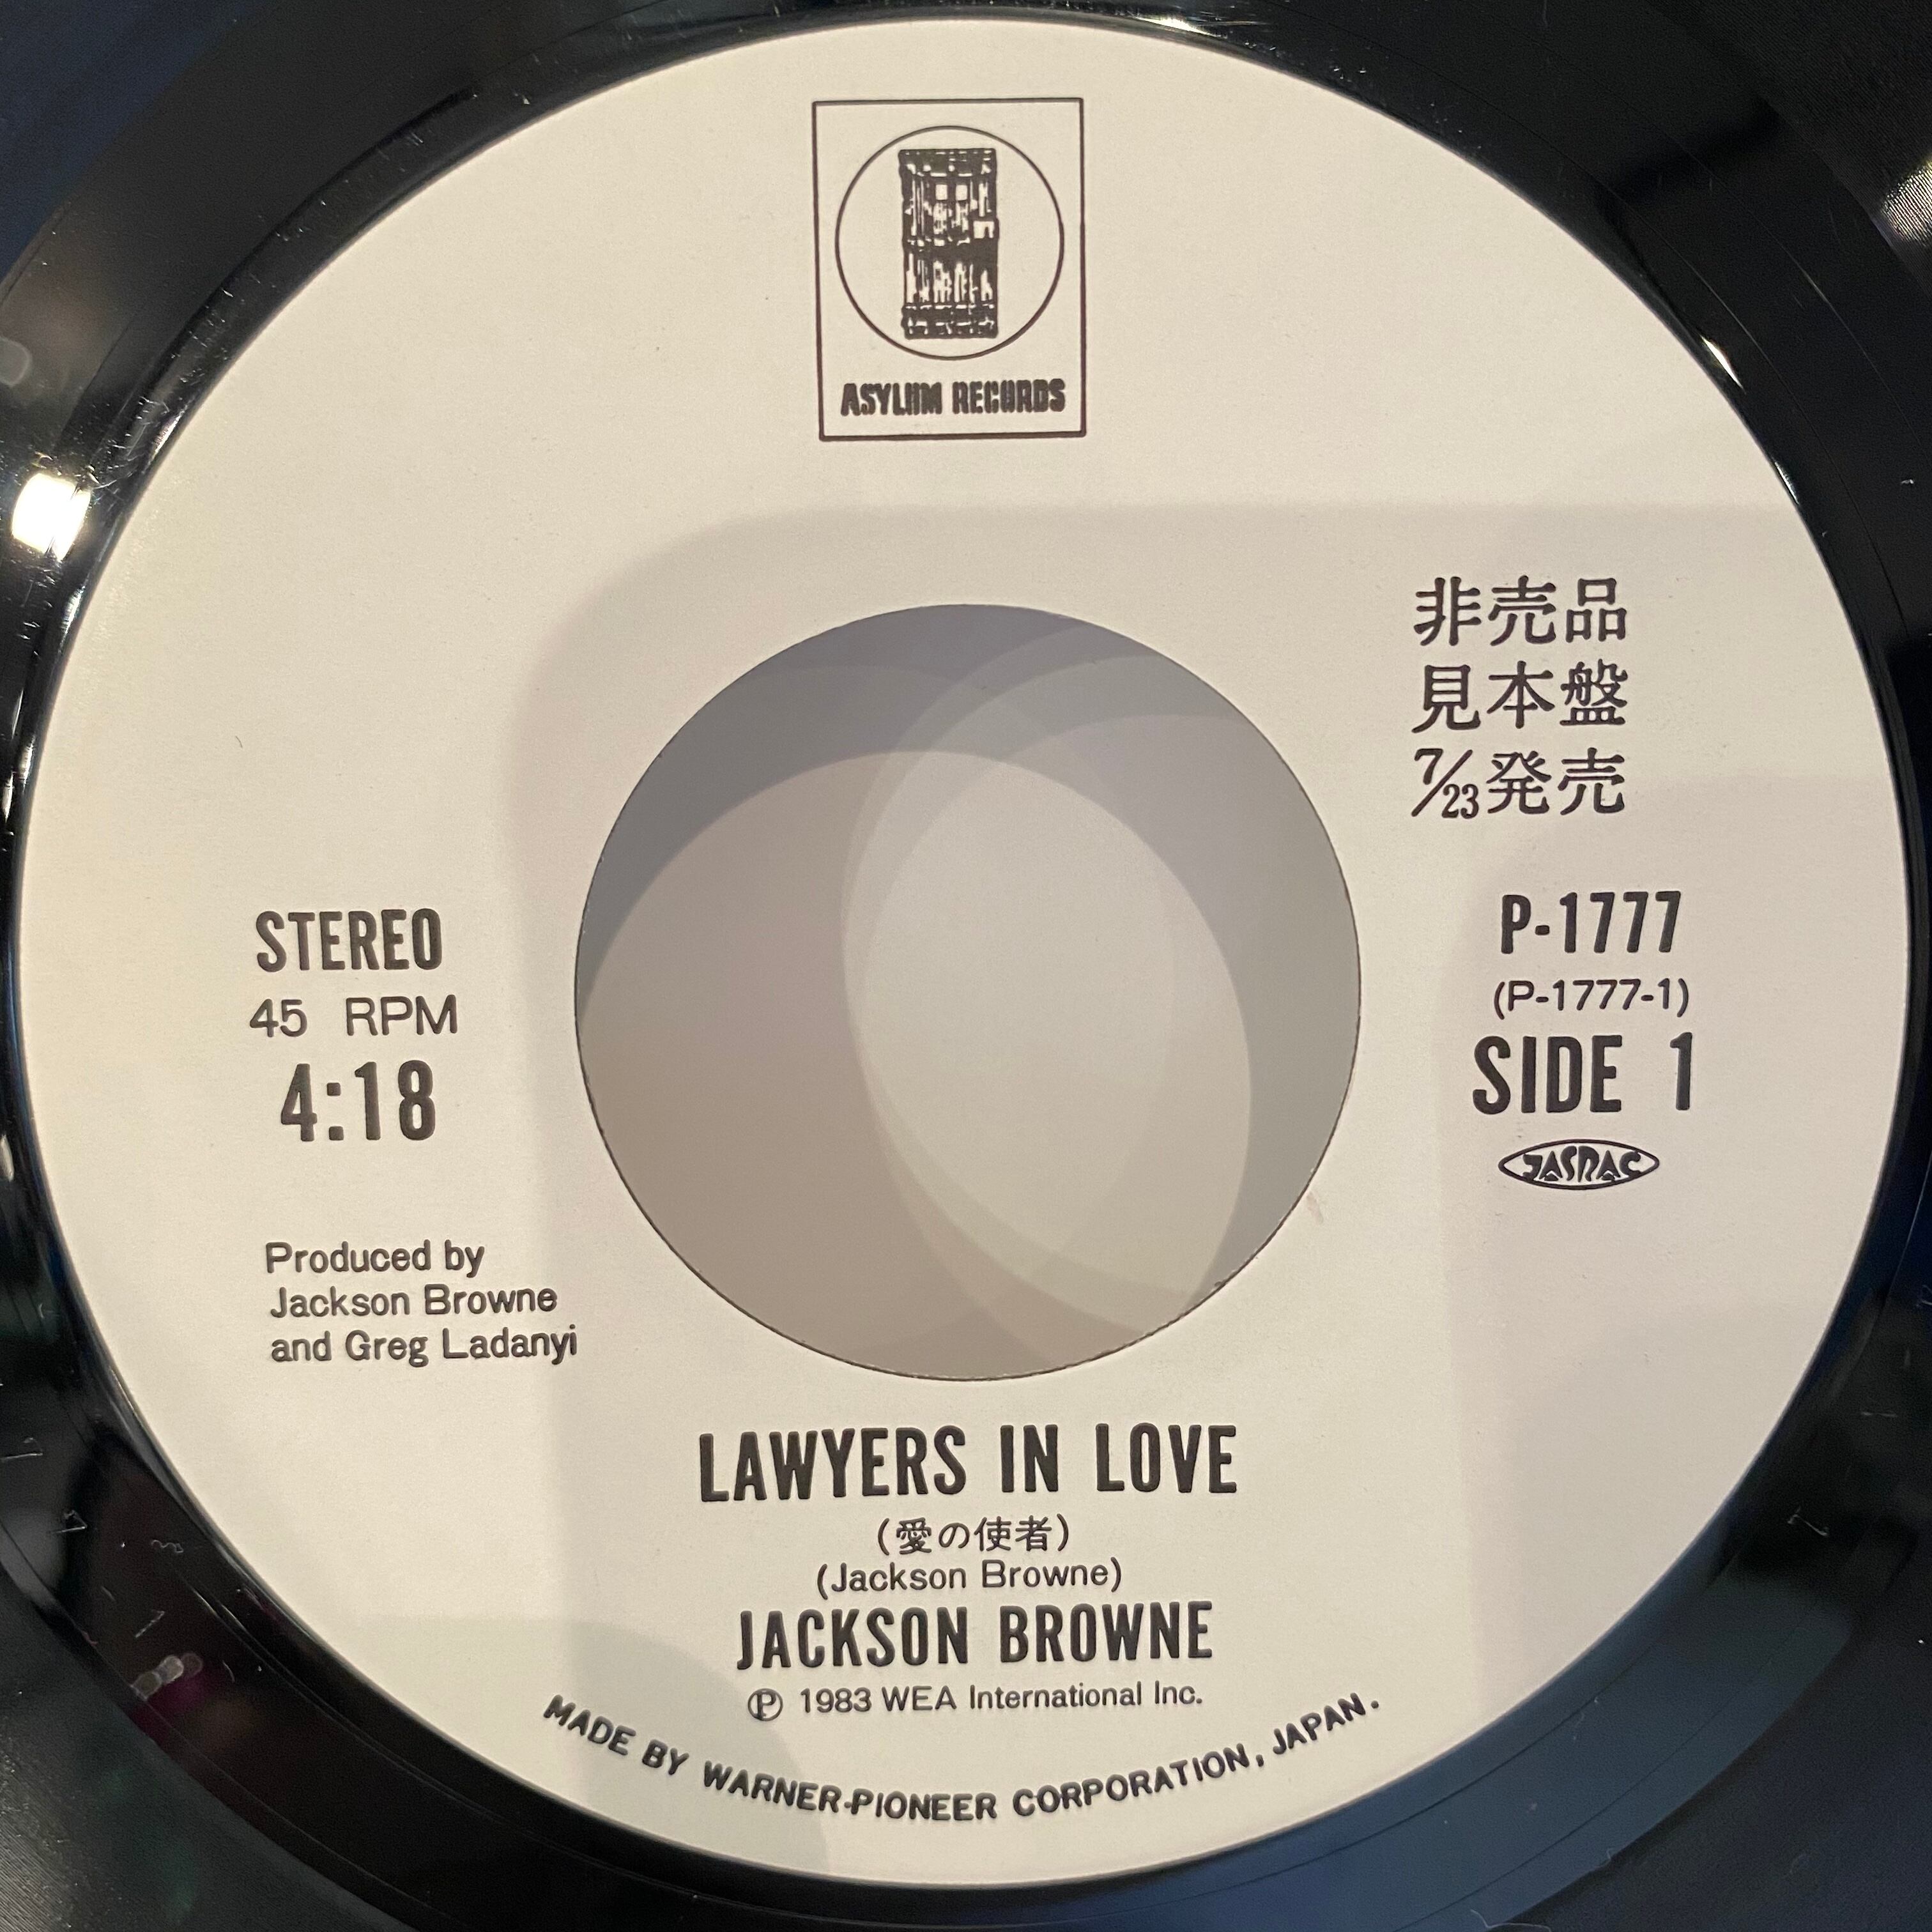 ASYLUM RECORDS
非売品
見本盤
7/23発売
STEREO
45 RPM
4:18
P-1777
(P-1777-1)
SIDE 1
JASRAC
Produced by
Jackson Browne
and Greg Ladanyi
LAWYERS IN LOVE
(愛の使者)
(Jackson Browne)
JACKSON BROWNE
Ⓟ 1983 WEA International Inc.
MADE BY WARNER-PIONEER CORPORATION, JAPAN.